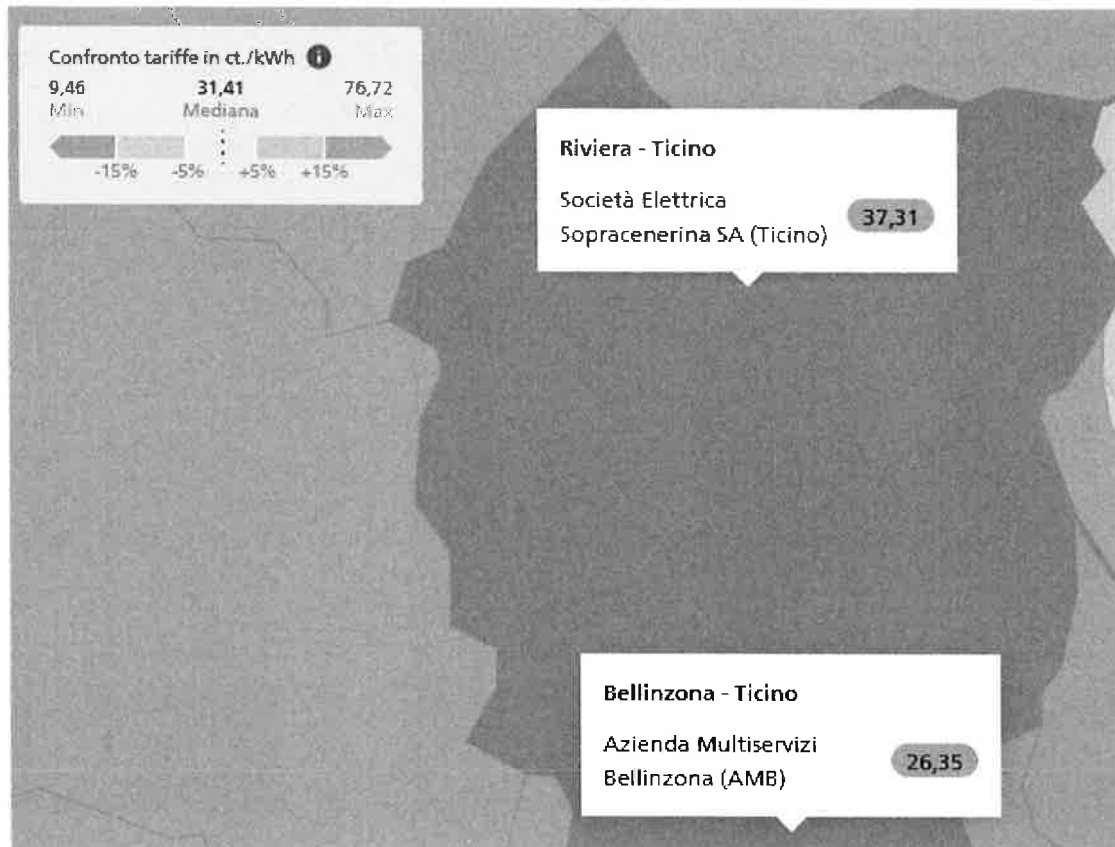 Confronto tariffe in ct./kWh i
9,46 31,41 76,72
Min Mediana Max
-15% -5% +5% +15%
Riviera - Ticino
Società Elettrica
Sopracenerina SA (Ticino)
37,31
Bellinzona - Ticino
Azienda Multiservizi
Bellinzona (AMB)
26,35